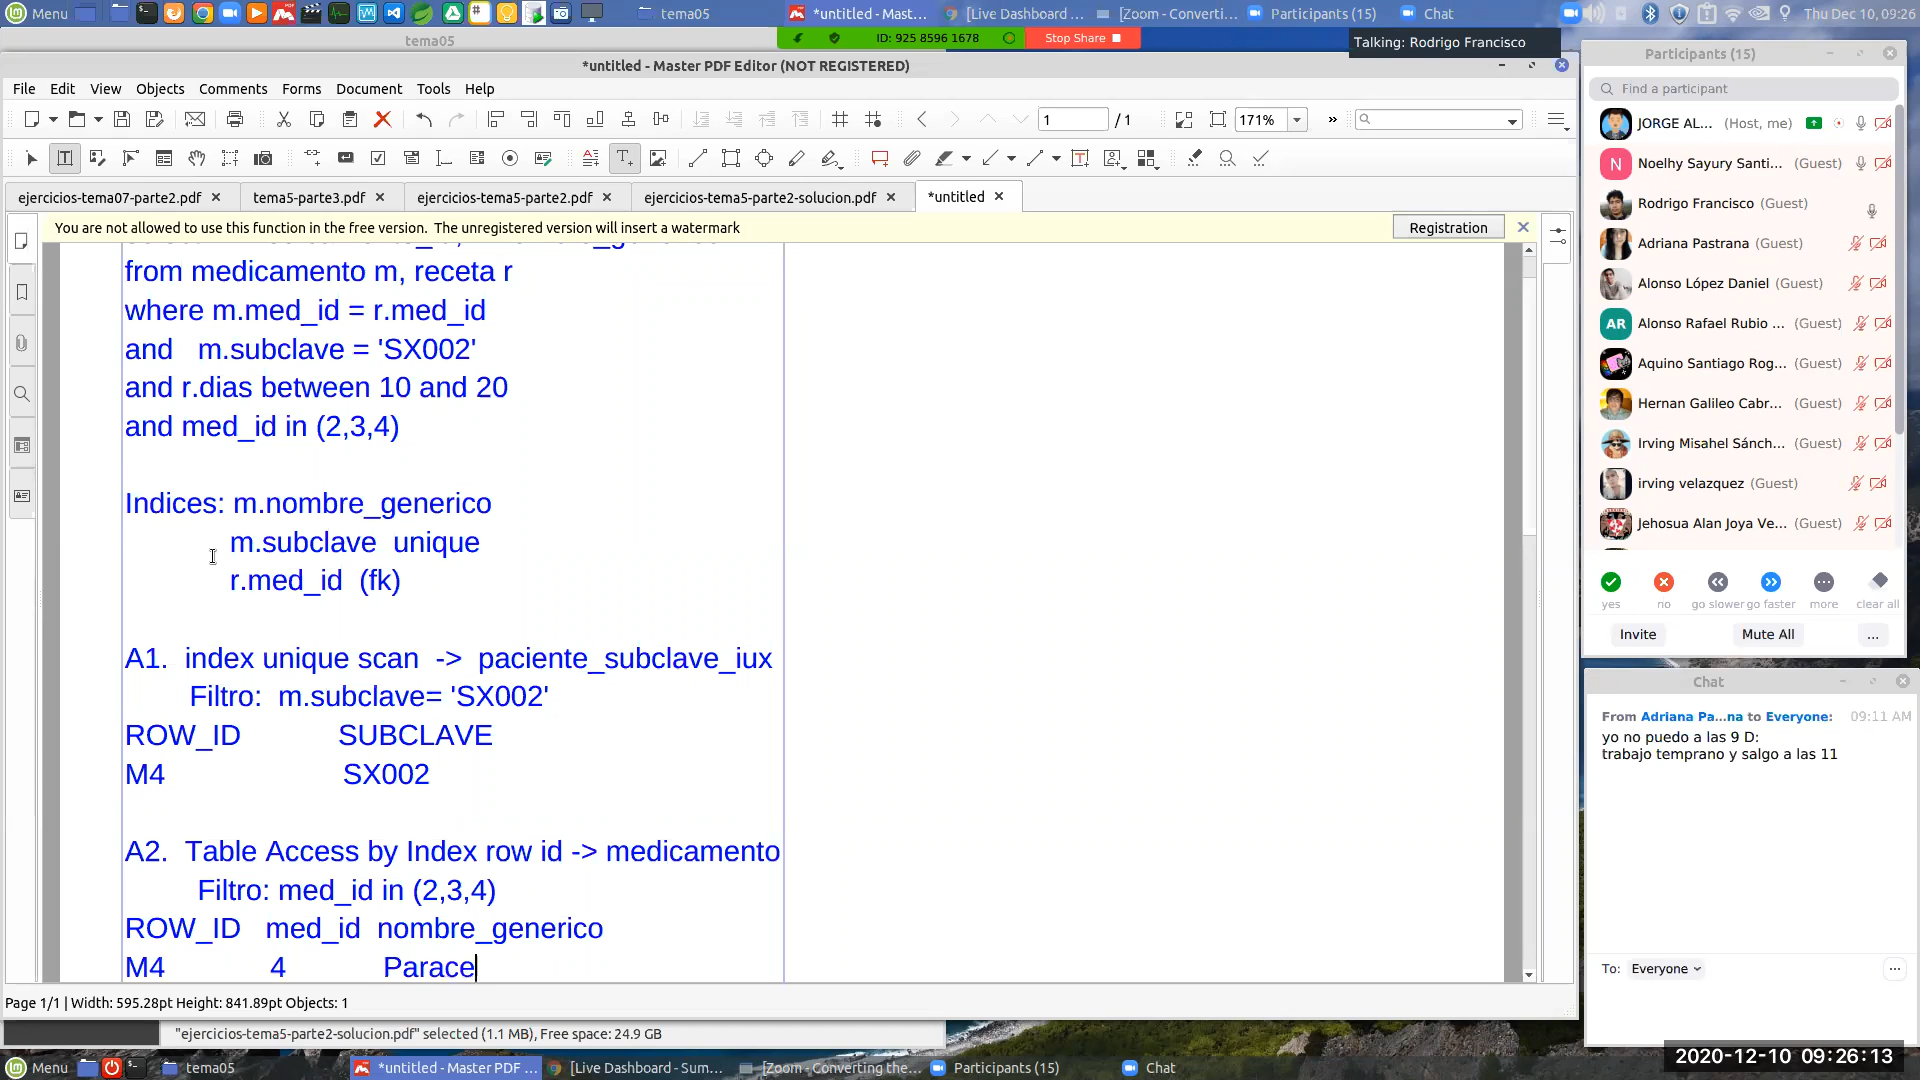 Menu
tema05
*untitled - Mast...
[Live Dashboard ...
[Zoom - Converti...
Participants (15)
Chat
Thu Dec 10, 09:26
tema05
ID: 925 8596 1678
Stop Share
Talking: Rodrigo Francisco
*untitled - Master PDF Editor (NOT REGISTERED)
File Edit View Objects Comments Forms Document Tools Help
1 / 1 171%
ejercicios-tema07-parte2.pdf
tema5-parte3.pdf
ejercicios-tema5-parte2.pdf
ejercicios-tema5-parte2-solucion.pdf
*untitled
You are not allowed to use this function in the free version. The unregistered version will insert a watermark
Registration
from medicamento m, receta r
where m.med_id = r.med_id
and m.subclave = 'SX002'
and r.dias between 10 and 20
and med_id in (2,3,4)
Indices: m.nombre_generico
m.subclave unique
r.med_id (fk)
A1. index unique scan -> paciente_subclave_iux
Filtro: m.subclave= 'SX002'
ROW_ID SUBCLAVE
M4 SX002
A2. Table Access by Index row id -> medicamento
Filtro: med_id in (2,3,4)
ROW_ID med_id nombre_generico
M4 4 Parace
Page 1/1 | Width: 595.28pt Height: 841.89pt Objects: 1
"ejercicios-tema5-parte2-solucion.pdf" selected (1.1 MB), Free space: 24.9 GB
Participants (15)
Find a participant
JORGE AL... (Host, me)
N Noelhy Sayury Santi... (Guest)
Rodrigo Francisco (Guest)
Adriana Pastrana (Guest)
Alonso López Daniel (Guest)
AR Alonso Rafael Rubio ... (Guest)
Aquino Santiago Rog... (Guest)
Hernan Galileo Cabr... (Guest)
Irving Misahel Sánch... (Guest)
irving velazquez (Guest)
Jehosua Alan Joya Ve... (Guest)
yes no go slower go faster more clear all
Invite Mute All ...
Chat
From Adriana Pa...na to Everyone: 09:11 AM
yo no puedo a las 9 D:
trabajo temprano y salgo a las 11
To: Everyone
Menu
tema05
*untitled - Master PDF ...
[Live Dashboard - Sum...
[Zoom - Converting the...
Participants (15)
Chat
2020-12-10 09:26:13